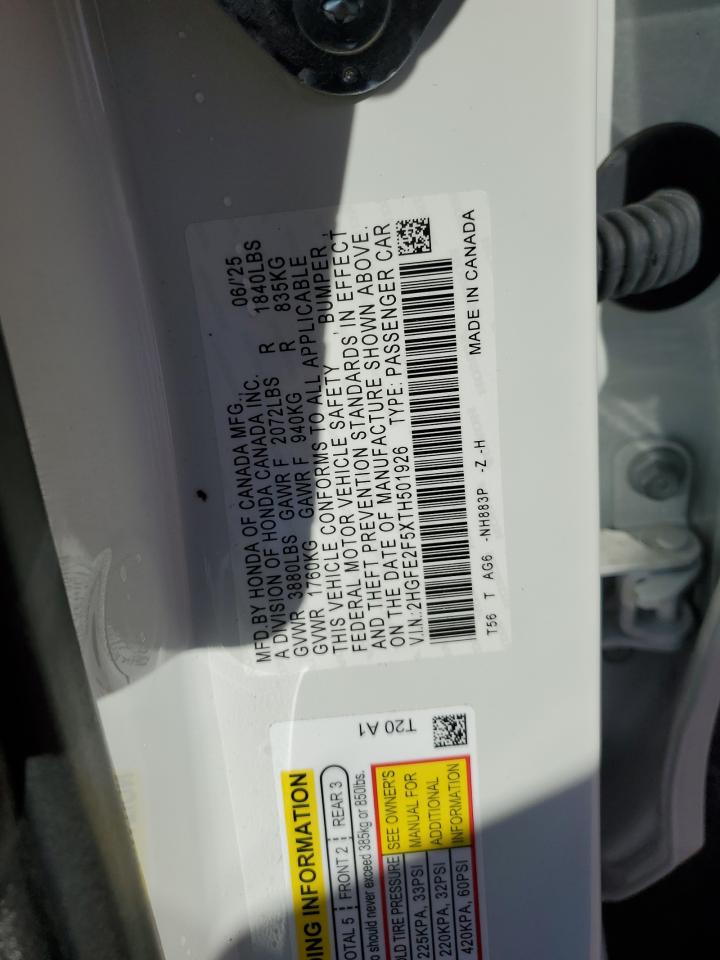 MFD.BY HONDA OF CANADA MFG., 06/'25
A DIVISION OF HONDA CANADA INC.
GVWR 3880LBS GAWR F 2072LBS R 1840LBS
GVWR 1760KG GAWR F 940KG R 835KG
THIS VEHICLE CONFORMS TO ALL APPLICABLE
FEDERAL MOTOR VEHICLE SAFETY, BUMPER,
AND THEFT PREVENTION STANDARDS IN EFFECT
ON THE DATE OF MANUFACTURE SHOWN ABOVE.
V.I.N.:2HGFE2F5XTH501926 TYPE: PASSENGER CAR
T56 T AG6 -NH883P -Z -H
MADE IN CANADA
T20 A1
DING INFORMATION
OTAL 5 FRONT 2 REAR 3
o should never exceed 385kg or 850lbs.
OLD TIRE PRESSURE
225KPA, 33PSI
220KPA, 32PSI
420KPA, 60PSI
SEE OWNER'S
MANUAL FOR
ADDITIONAL
INFORMATION